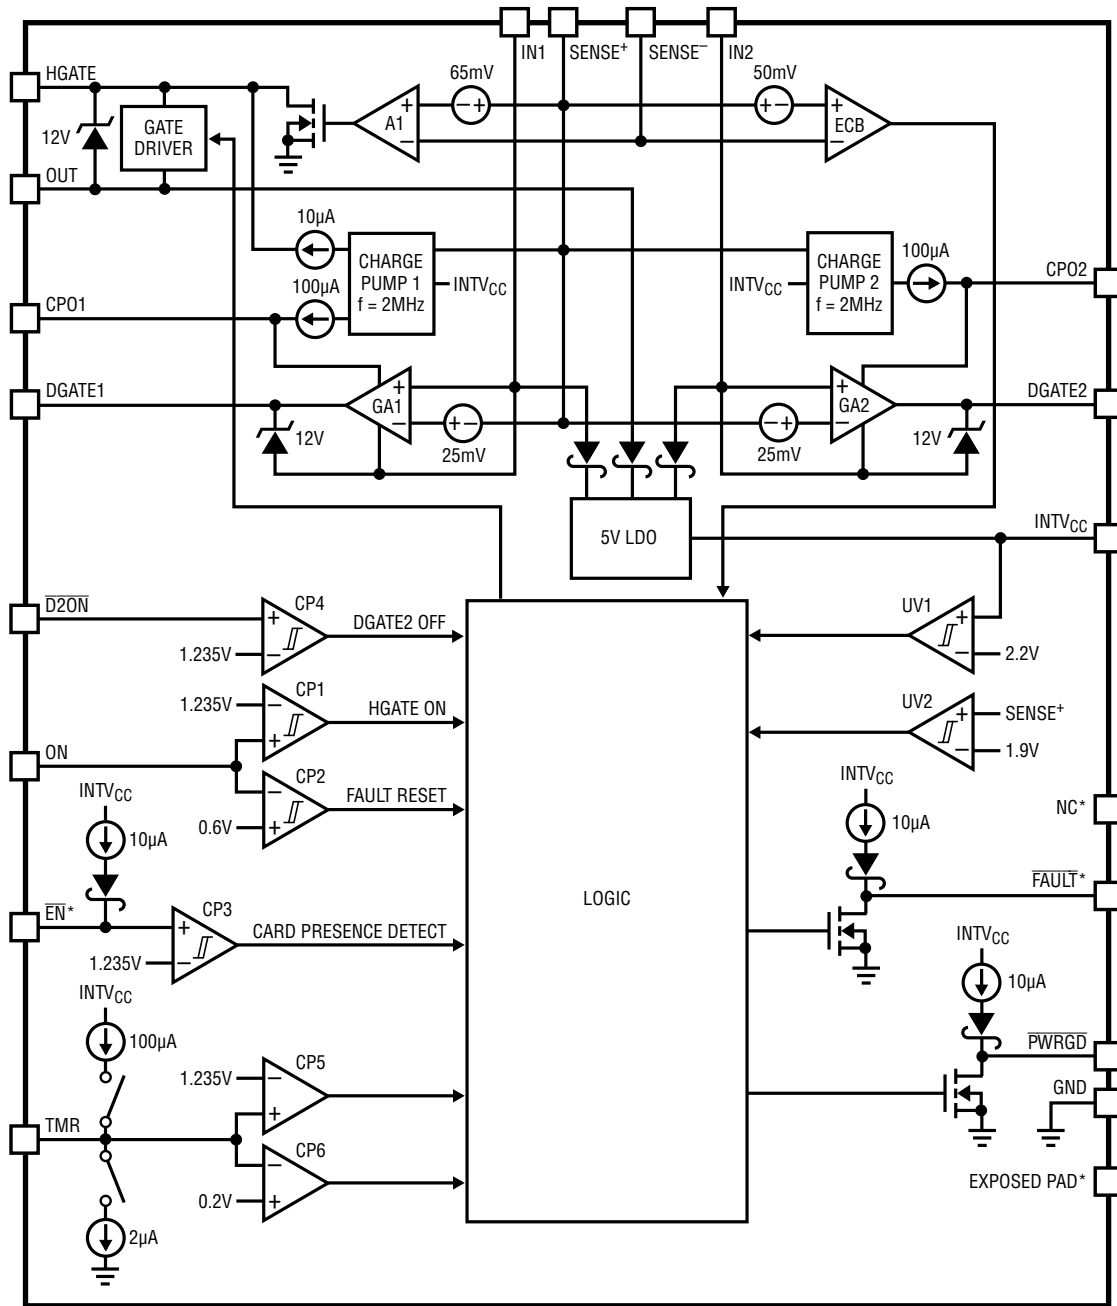 IN1
SENSE+
SENSE−
IN2
HGATE
65mV
50mV
−+
+−
+
−
A1
+
−
ECB
12V
GATE
DRIVER
OUT
10µA
CHARGE
PUMP 1
f = 2MHz
INTVCC
100µA
INTVCC
CHARGE
PUMP 2
f = 2MHz
100µA
CPO1
CPO2
DGATE1
+
−
GA1
+−
25mV
12V
−+
25mV
+
−
GA2
12V
DGATE2
5V LDO
INTVCC
D2ON
CP4
+
−
1.235V
DGATE2 OFF
UV1
+
−
2.2V
CP1
1.235V
−
+
HGATE ON
UV2
+
−
SENSE+
1.9V
ON
CP2
−
+
0.6V
FAULT RESET
INTVCC
10µA
INTVCC
10µA
NC*
FAULT*
LOGIC
EN*
CP3
+
−
1.235V
CARD PRESENCE DETECT
INTVCC
10µA
PWRGD
INTVCC
100µA
CP5
1.235V
−
+
GND
TMR
CP6
−
+
0.2V
2µA
EXPOSED PAD*